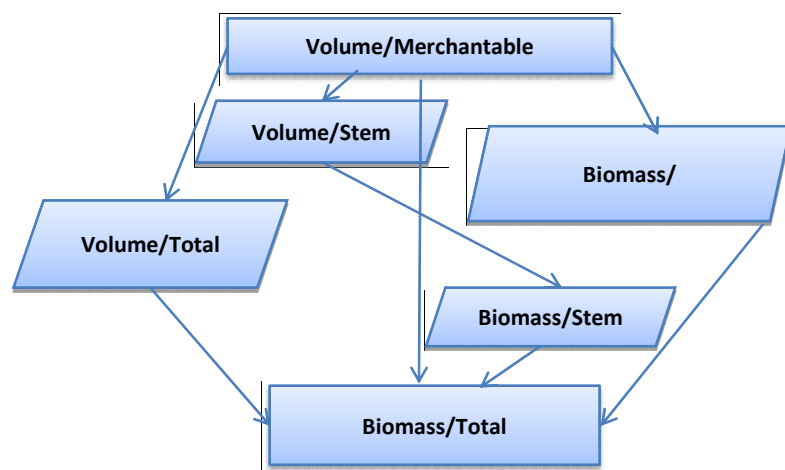 Volume/Merchantable
Volume/Stem
Biomass/
Volume/Total
Biomass/Stem
Biomass/Total